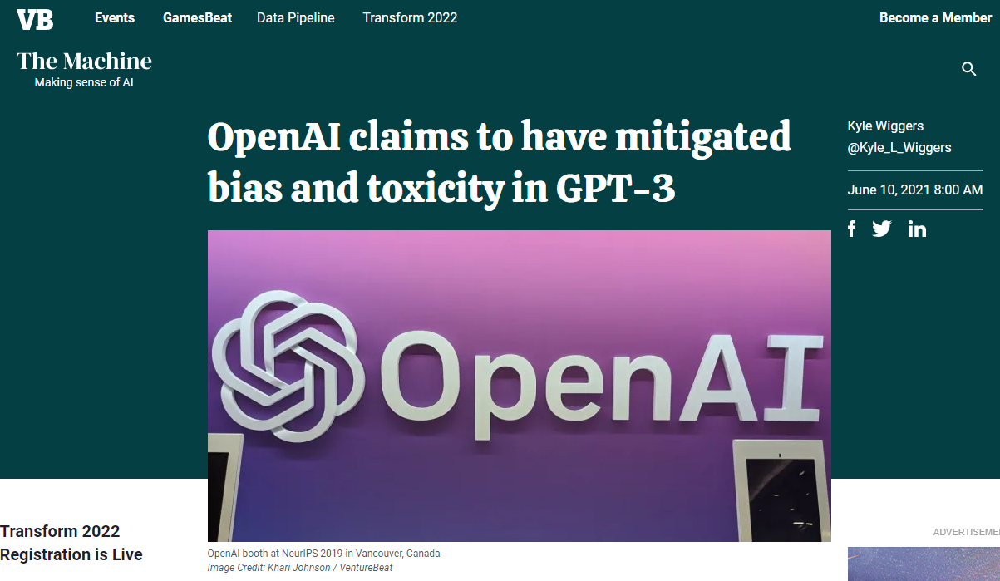 VB
Events
GamesBeat
Data Pipeline
Transform 2022
Become a Member
The Machine
Making sense of AI
OpenAI claims to have mitigated
bias and toxicity in GPT-3
Kyle Wiggers
@Kyle_L_Wiggers
June 10, 2021 8:00 AM
OpenAI
Transform 2022
Registration is Live
OpenAI booth at NeurIPS 2019 in Vancouver, Canada
Image Credit: Khari Johnson / VentureBeat
ADVERTISEME